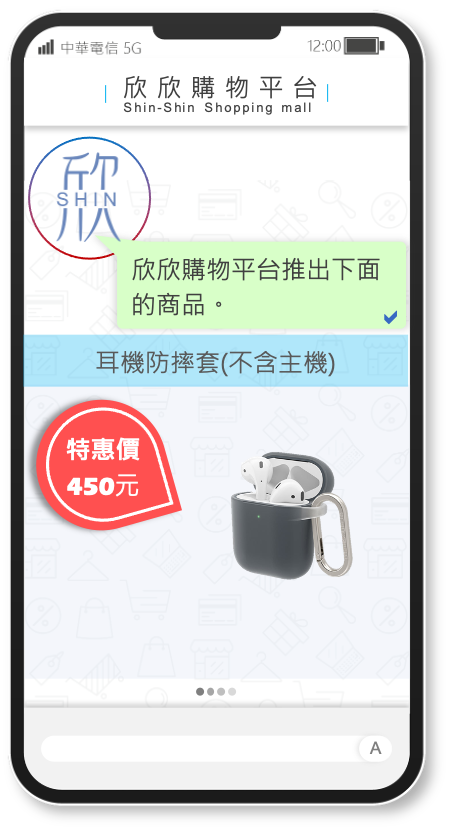 中華電信 5G 12:00
欣欣購物平台
Shin-Shin Shopping mall
欣
SHIN
欣欣購物平台推出下面
的商品。
耳機防摔套(不含主機)
特惠價
450元
A